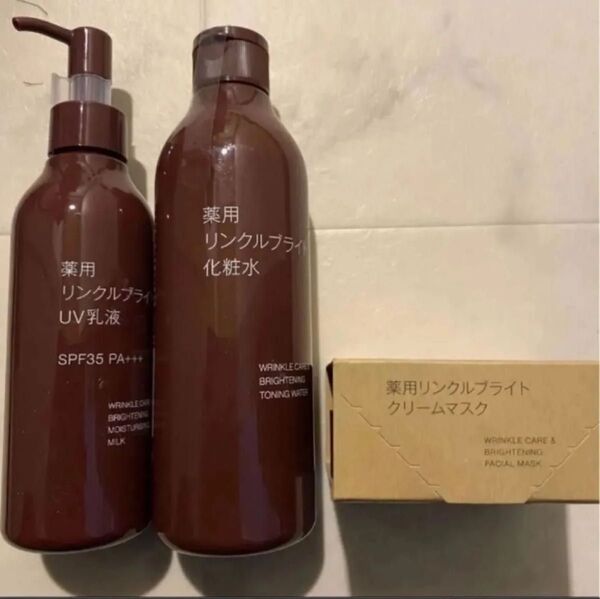 薬用
リンクルブライト
UV乳液
SPF35 PA+++
WRINKLE CARE &
BRIGHTENING
MOISTURISING
MILK
薬用
リンクルブライト
化粧水
WRINKLE CARE &
BRIGHTENING
TONING WATER
薬用リンクルブライト
クリームマスク
WRINKLE CARE &
BRIGHTENING
FACIAL MASK